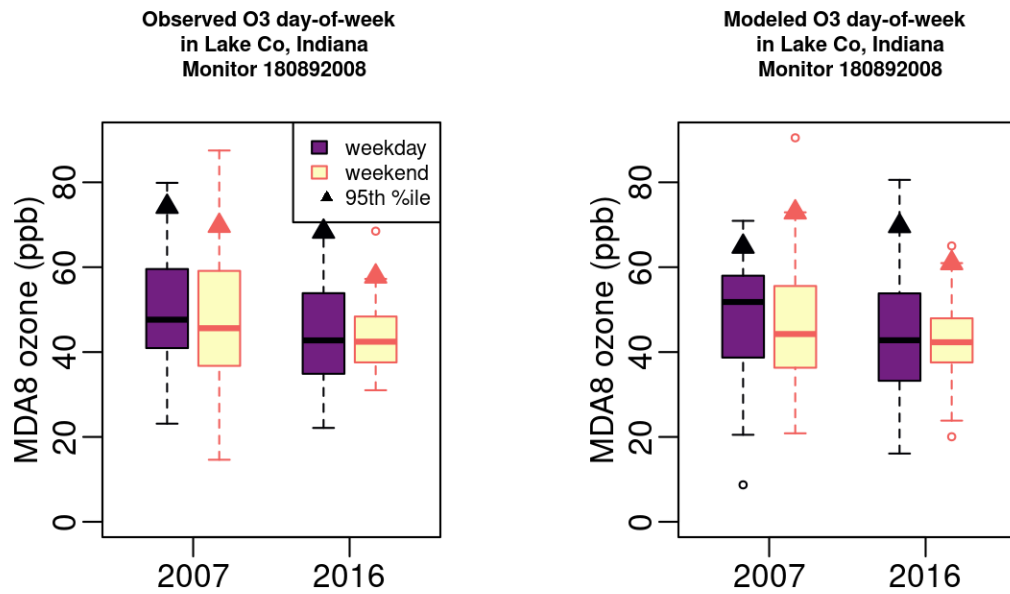 Observed O3 day-of-week
in Lake Co, Indiana
Monitor 180892008
MDA8 ozone (ppb)
80
60
40
20
0
weekday
weekend
95th %ile
2007
2016
Modeled O3 day-of-week
in Lake Co, Indiana
Monitor 180892008
MDA8 ozone (ppb)
80
60
40
20
0
2007
2016